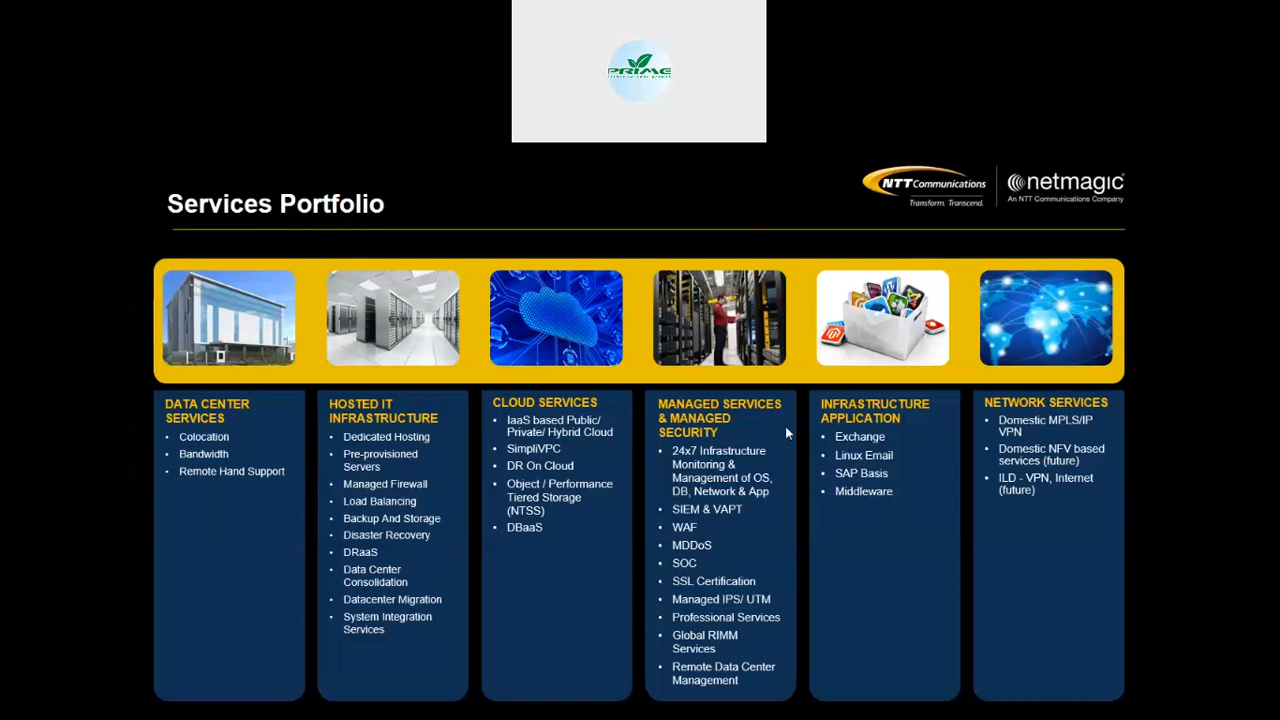 PRIME
Services Portfolio
NTT Communications
Transform. Transcend.
netmagic
An NTT Communications Company
DATA CENTER
SERVICES
• Colocation
• Bandwidth
• Remote Hand Support
HOSTED IT
INFRASTRUCTURE
• Dedicated Hosting
• Pre-provisioned
Servers
• Managed Firewall
• Load Balancing
• Backup And Storage
• Disaster Recovery
• DRaaS
• Data Center
Consolidation
• Datacenter Migration
• System Integration
Services
CLOUD SERVICES
• IaaS based Public/
Private/ Hybrid Cloud
• SimpliVPC
• DR On Cloud
• Object / Performance
Tiered Storage
(NTSS)
• DBaaS
MANAGED SERVICES
& MANAGED
SECURITY
• 24x7 Infrastructure
Monitoring &
Management of OS,
DB, Network & App
• SIEM & VAPT
• WAF
• MDDoS
• SOC
• SSL Certification
• Managed IPS/ UTM
• Professional Services
• Global RIMM
Services
• Remote Data Center
Management
INFRASTRUCTURE
APPLICATION
• Exchange
• Linux Email
• SAP Basis
• Middleware
NETWORK SERVICES
• Domestic MPLS/IP
VPN
• Domestic NFV based
services (future)
• ILD - VPN, Internet
(future)